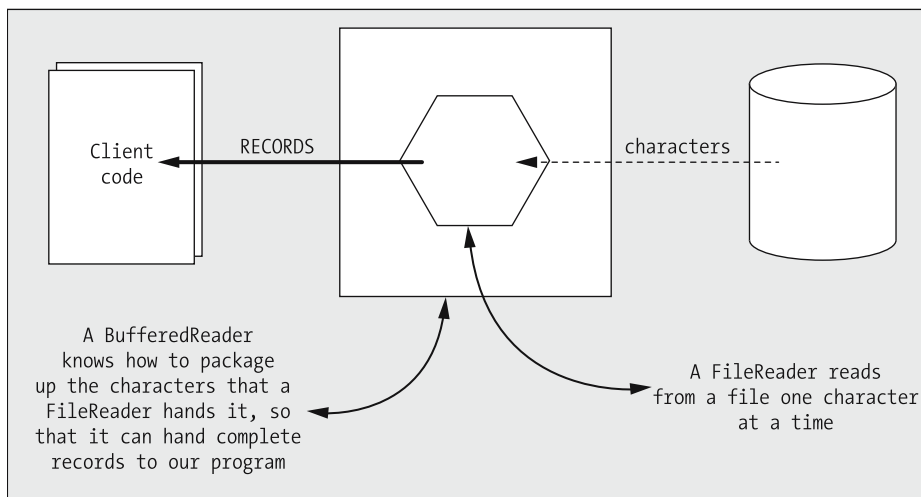 Client
code
RECORDS
characters
A BufferedReader
knows how to package
up the characters that a
FileReader hands it, so
that it can hand complete
records to our program
A FileReader reads
from a file one character
at a time